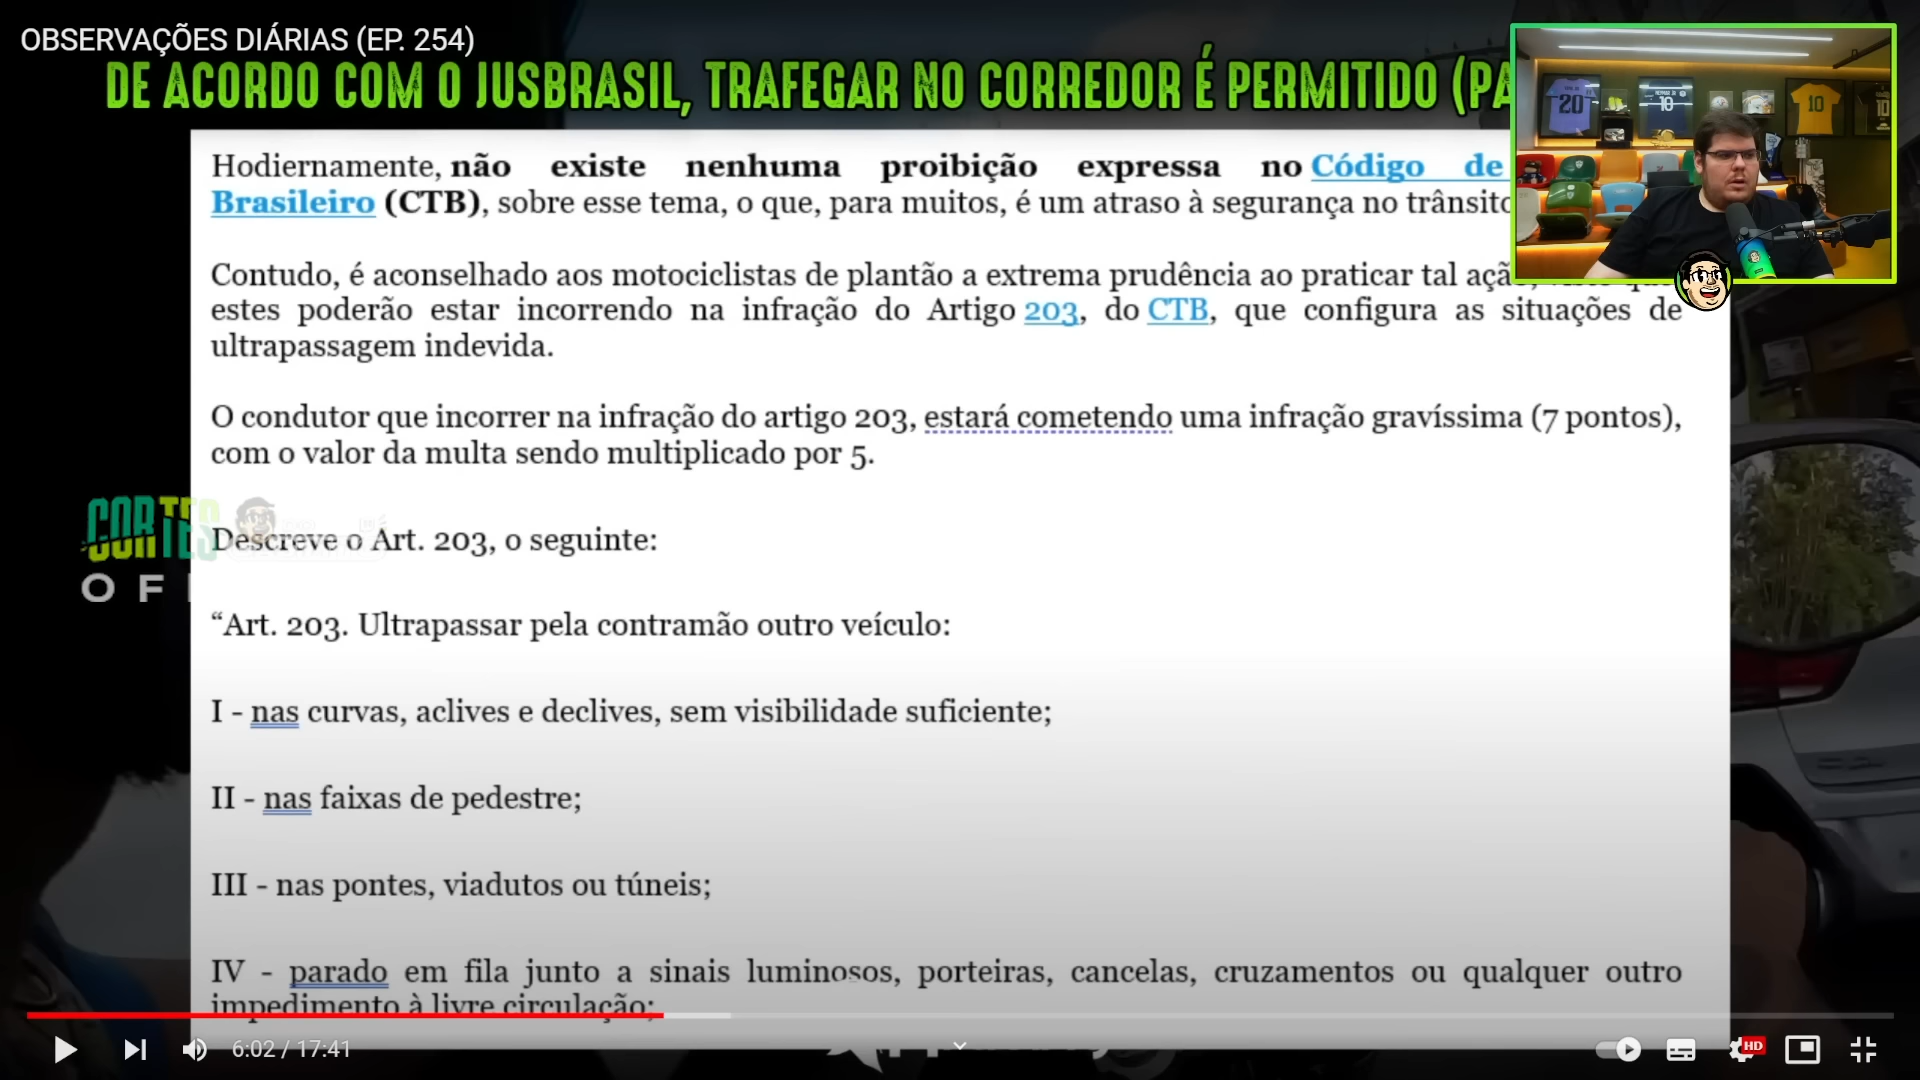 OBSERVAÇÕES DIÁRIAS (EP. 254)
DE ACORDO COM O JUSBRASIL, TRAFEGAR NO CORREDOR É PERMITIDO
20
10
10
10
Hodiernamente, não existe nenhuma proibição expressa no Código de
Brasileiro (CTB), sobre esse tema, o que, para muitos, é um atraso à segurança no trânsito
Contudo, é aconselhado aos motociclistas de plantão a extrema prudência ao praticar tal
estes poderão estar incorrendo na infração do Artigo 203, do CTB, que configura as situações de
ultrapassagem indevida.
O condutor que incorrer na infração do artigo 203, estará cometendo uma infração gravíssima (7 pontos),
com o valor da multa sendo multiplicado por 5.
CORTES
Descreve o Art. 203, o seguinte:
O F
“Art. 203. Ultrapassar pela contramão outro veículo:
I - nas curvas, aclives e declives, sem visibilidade suficiente;
II - nas faixas de pedestre;
III - nas pontes, viadutos ou túneis;
IV - parado em fila junto a sinais luminosos, porteiras, cancelas, cruzamentos ou qualquer outro
impedimento à livre circulação;
6:02 / 17:41
HD